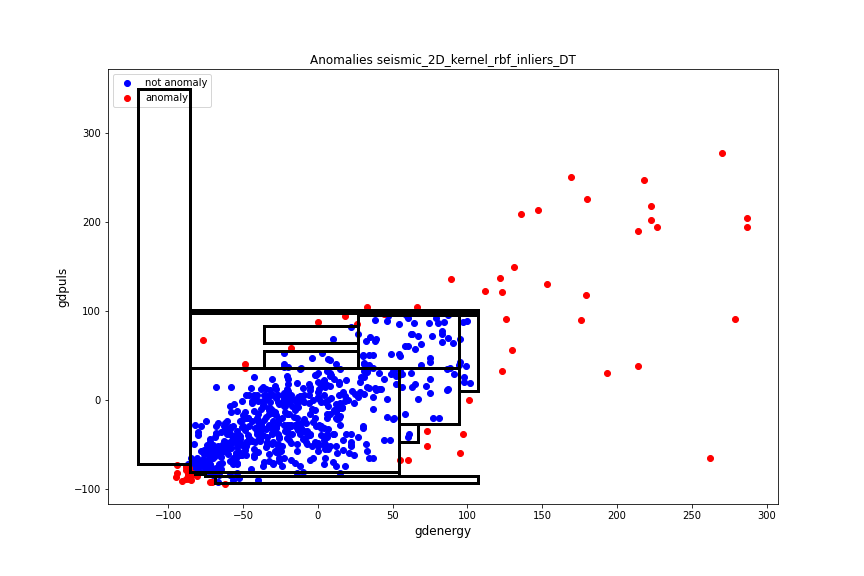 Anomalies seismic_2D_kernel_rbf_inliers_DT
not anomaly
anomaly
300
200
100
0
−100
gdpuls
−100
−50
0
50
100
150
200
250
300
gdenergy